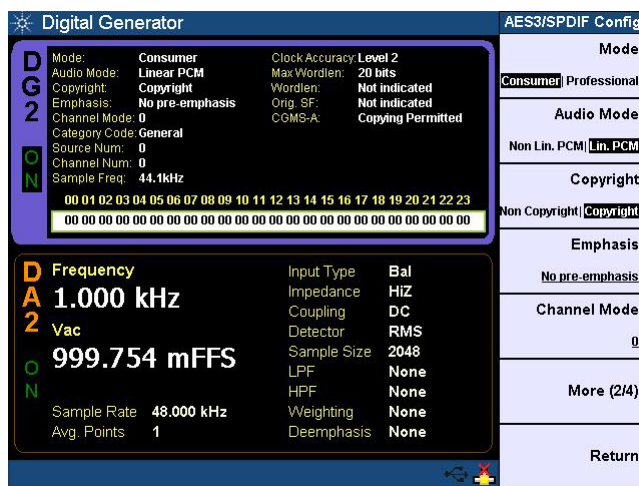 Digital Generator
AES3/SPDIF Config
DG2
ON
Mode: Consumer Clock Accuracy: Level 2
Audio Mode: Linear PCM Max Wordlen: 20 bits
Copyright: Copyright Wordlen: Not indicated
Emphasis: No pre-emphasis Orig. SF: Not indicated
Channel Mode: 0 CGMS-A: Copying Permitted
Category Code: General
Source Num: 0
Channel Num: 0
Sample Freq: 44.1kHz
00 01 02 03 04 05 06 07 08 09 10 11 12 13 14 15 16 17 18 19 20 21 22 23
00 00 00 00 00 00 00 00 00 00 00 00 00 00 00 00 00 00 00 00 00 00 00 00
DA2
ON
Frequency
1.000 kHz
Vac
999.754 mFFS
Sample Rate 48.000 kHz
Avg. Points 1
Input Type Bal
Impedance HiZ
Coupling DC
Detector RMS
Sample Size 2048
LPF None
HPF None
Weighting None
Deemphasis None
Mode
Consumer| Professional
Audio Mode
Non Lin. PCM| Lin. PCM
Copyright
Non Copyright| Copyright
Emphasis
No pre-emphasis
Channel Mode
0
More (2/4)
Return